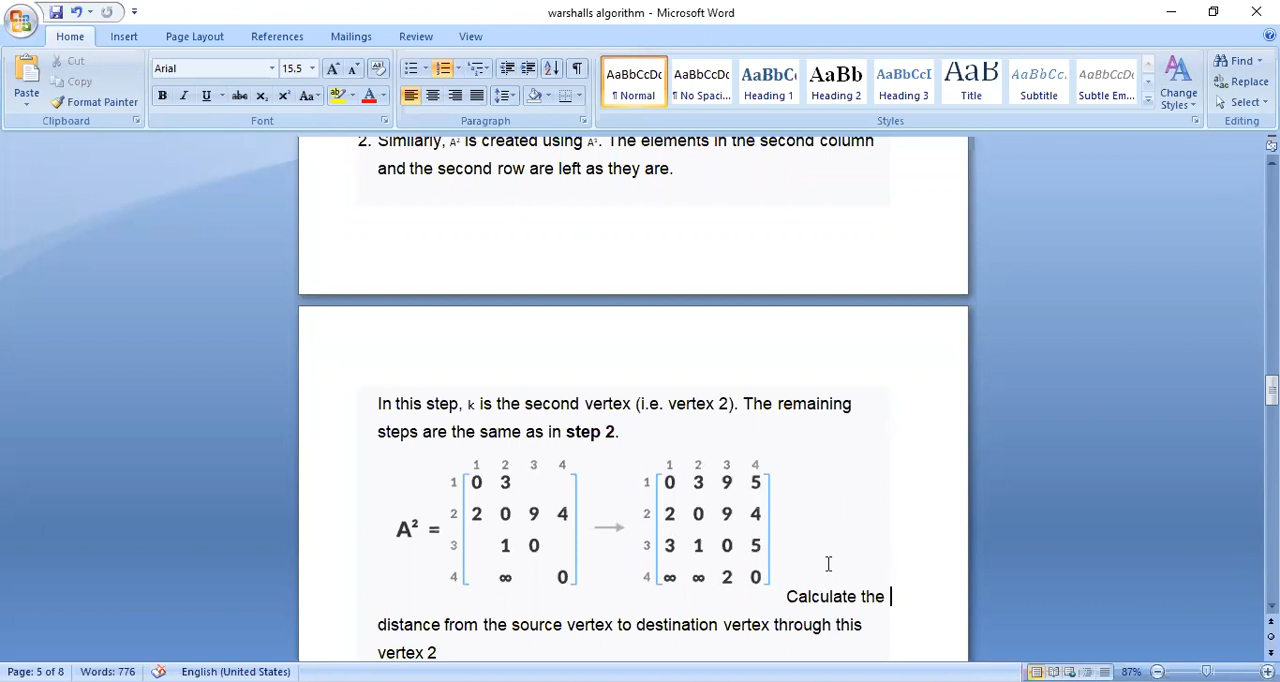 warshalls algorithm - Microsoft Word
Home Insert Page Layout References Mailings Review View
Cut
Copy
Format Painter
Paste
Clipboard
Arial 15.5
B I U abc X₂ X² Aa
Font
Paragraph
AaBbCcDc AaBbCcDc AaBbC AaBb AaBbCcI AaB AaBbCc. AaBbCcDc
¶ Normal ¶ No Spaci... Heading 1 Heading 2 Heading 3 Title Subtitle Subtle Em...
Change Styles
Styles
Find
Replace
Select
Editing
2. Similarly, A² is created using A³. The elements in the second column
and the second row are left as they are.
In this step, k is the second vertex (i.e. vertex 2). The remaining
steps are the same as in step 2.
1 2 3 4 1 2 3 4
1 0 3 1 0 3 9 5
2 2 0 9 4 2 2 0 9 4
A² = →
3 1 0 3 3 1 0 5
4 ∞ 0 4 ∞ ∞ 2 0
Calculate the
distance from the source vertex to destination vertex through this
vertex 2
Page: 5 of 8 Words: 776 English (United States) 87%